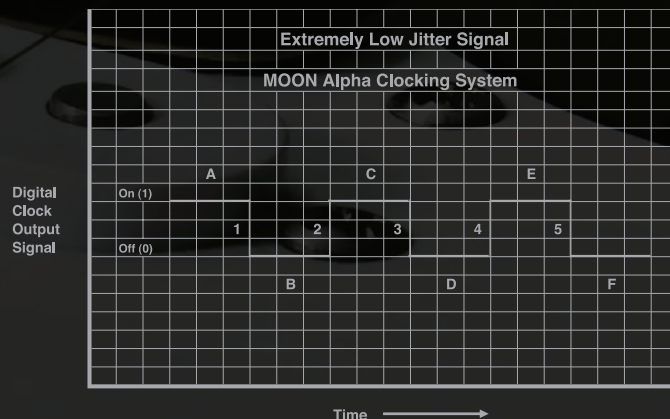 Extremely Low Jitter Signal
MOON Alpha Clocking System
A C E
Digital
Clock
Output
Signal
On (1)
1 2 3 4 5
Off (0)
B D F
Time